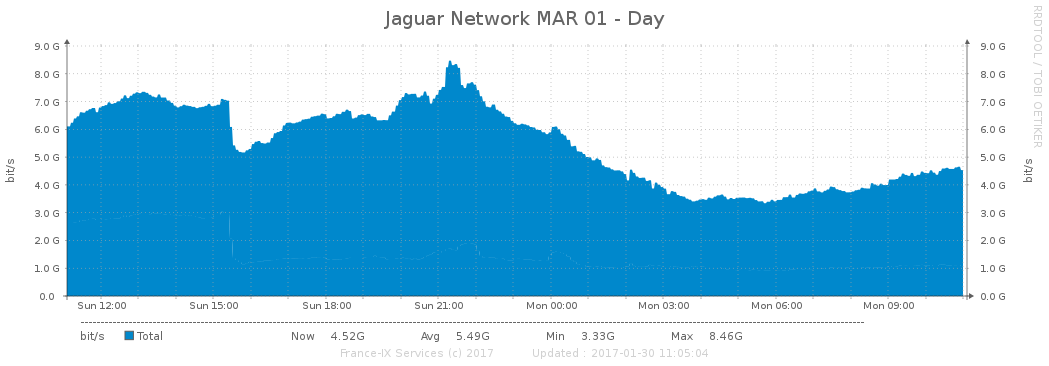 Jaguar Network MAR 01 - Day
RRDTOOL / TOBI OETIKER
9.0 G 9.0 G
8.0 G 8.0 G
7.0 G 7.0 G
6.0 G 6.0 G
5.0 G 5.0 G
4.0 G 4.0 G
3.0 G 3.0 G
2.0 G 2.0 G
1.0 G 1.0 G
0.0 0.0 G
bit/s bit/s
Sun 12:00 Sun 15:00 Sun 18:00 Sun 21:00 Mon 00:00 Mon 03:00 Mon 06:00 Mon 09:00
bit/s Total Now 4.52G Avg 5.49G Min 3.33G Max 8.46G
France-IX Services (c) 2017 Updated : 2017-01-30 11:05:04